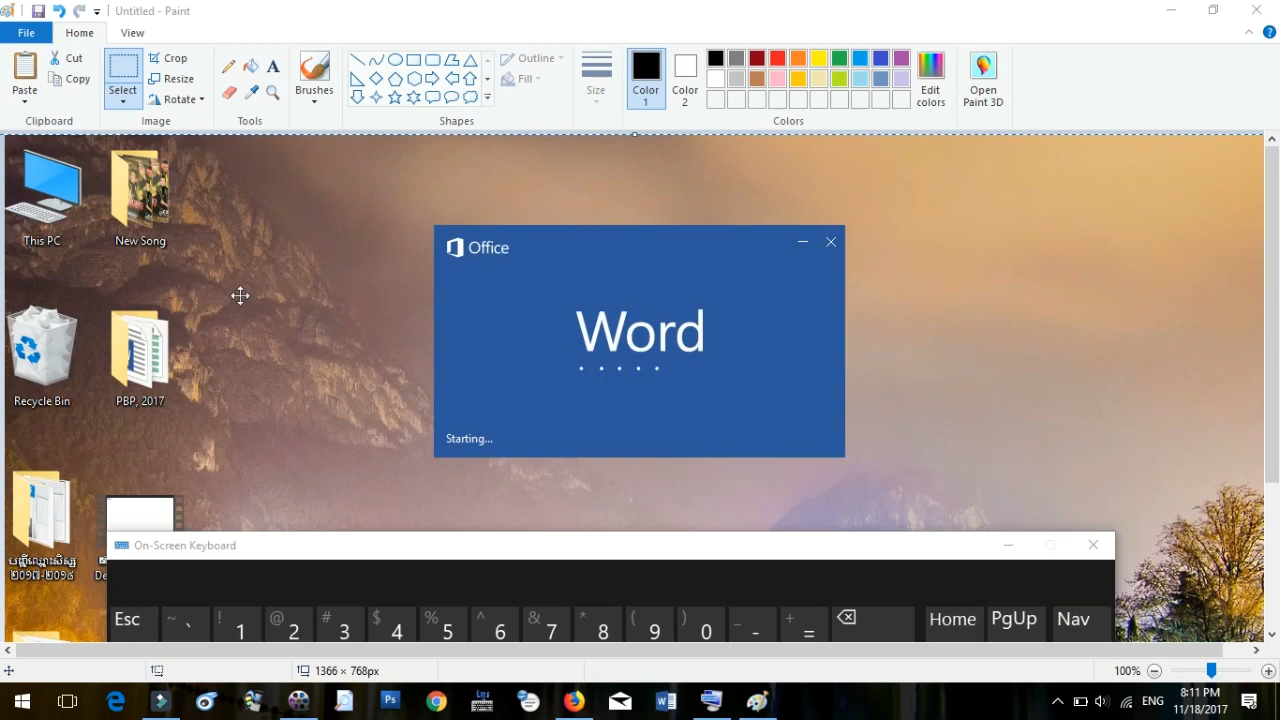 Untitled - Paint
File
Home
View
Paste
Cut
Copy
Clipboard
Select
Crop
Resize
Rotate
Image
A
Tools
Brushes
Outline
Fill
Shapes
Size
Color
1
Color
2
Edit
colors
Open
Paint 3D
Colors
This PC
New Song
Office
Word
Starting...
Recycle Bin
PBP, 2017
On-Screen Keyboard
Esc
~ `
! 1
@ 2
# 3
$ 4
% 5
^ 6
& 7
* 8
( 9
) 0
_ -
+ =
Home
PgUp
Nav
1366 × 768px
100%
Ps
ENG
8:11 PM
11/18/2017